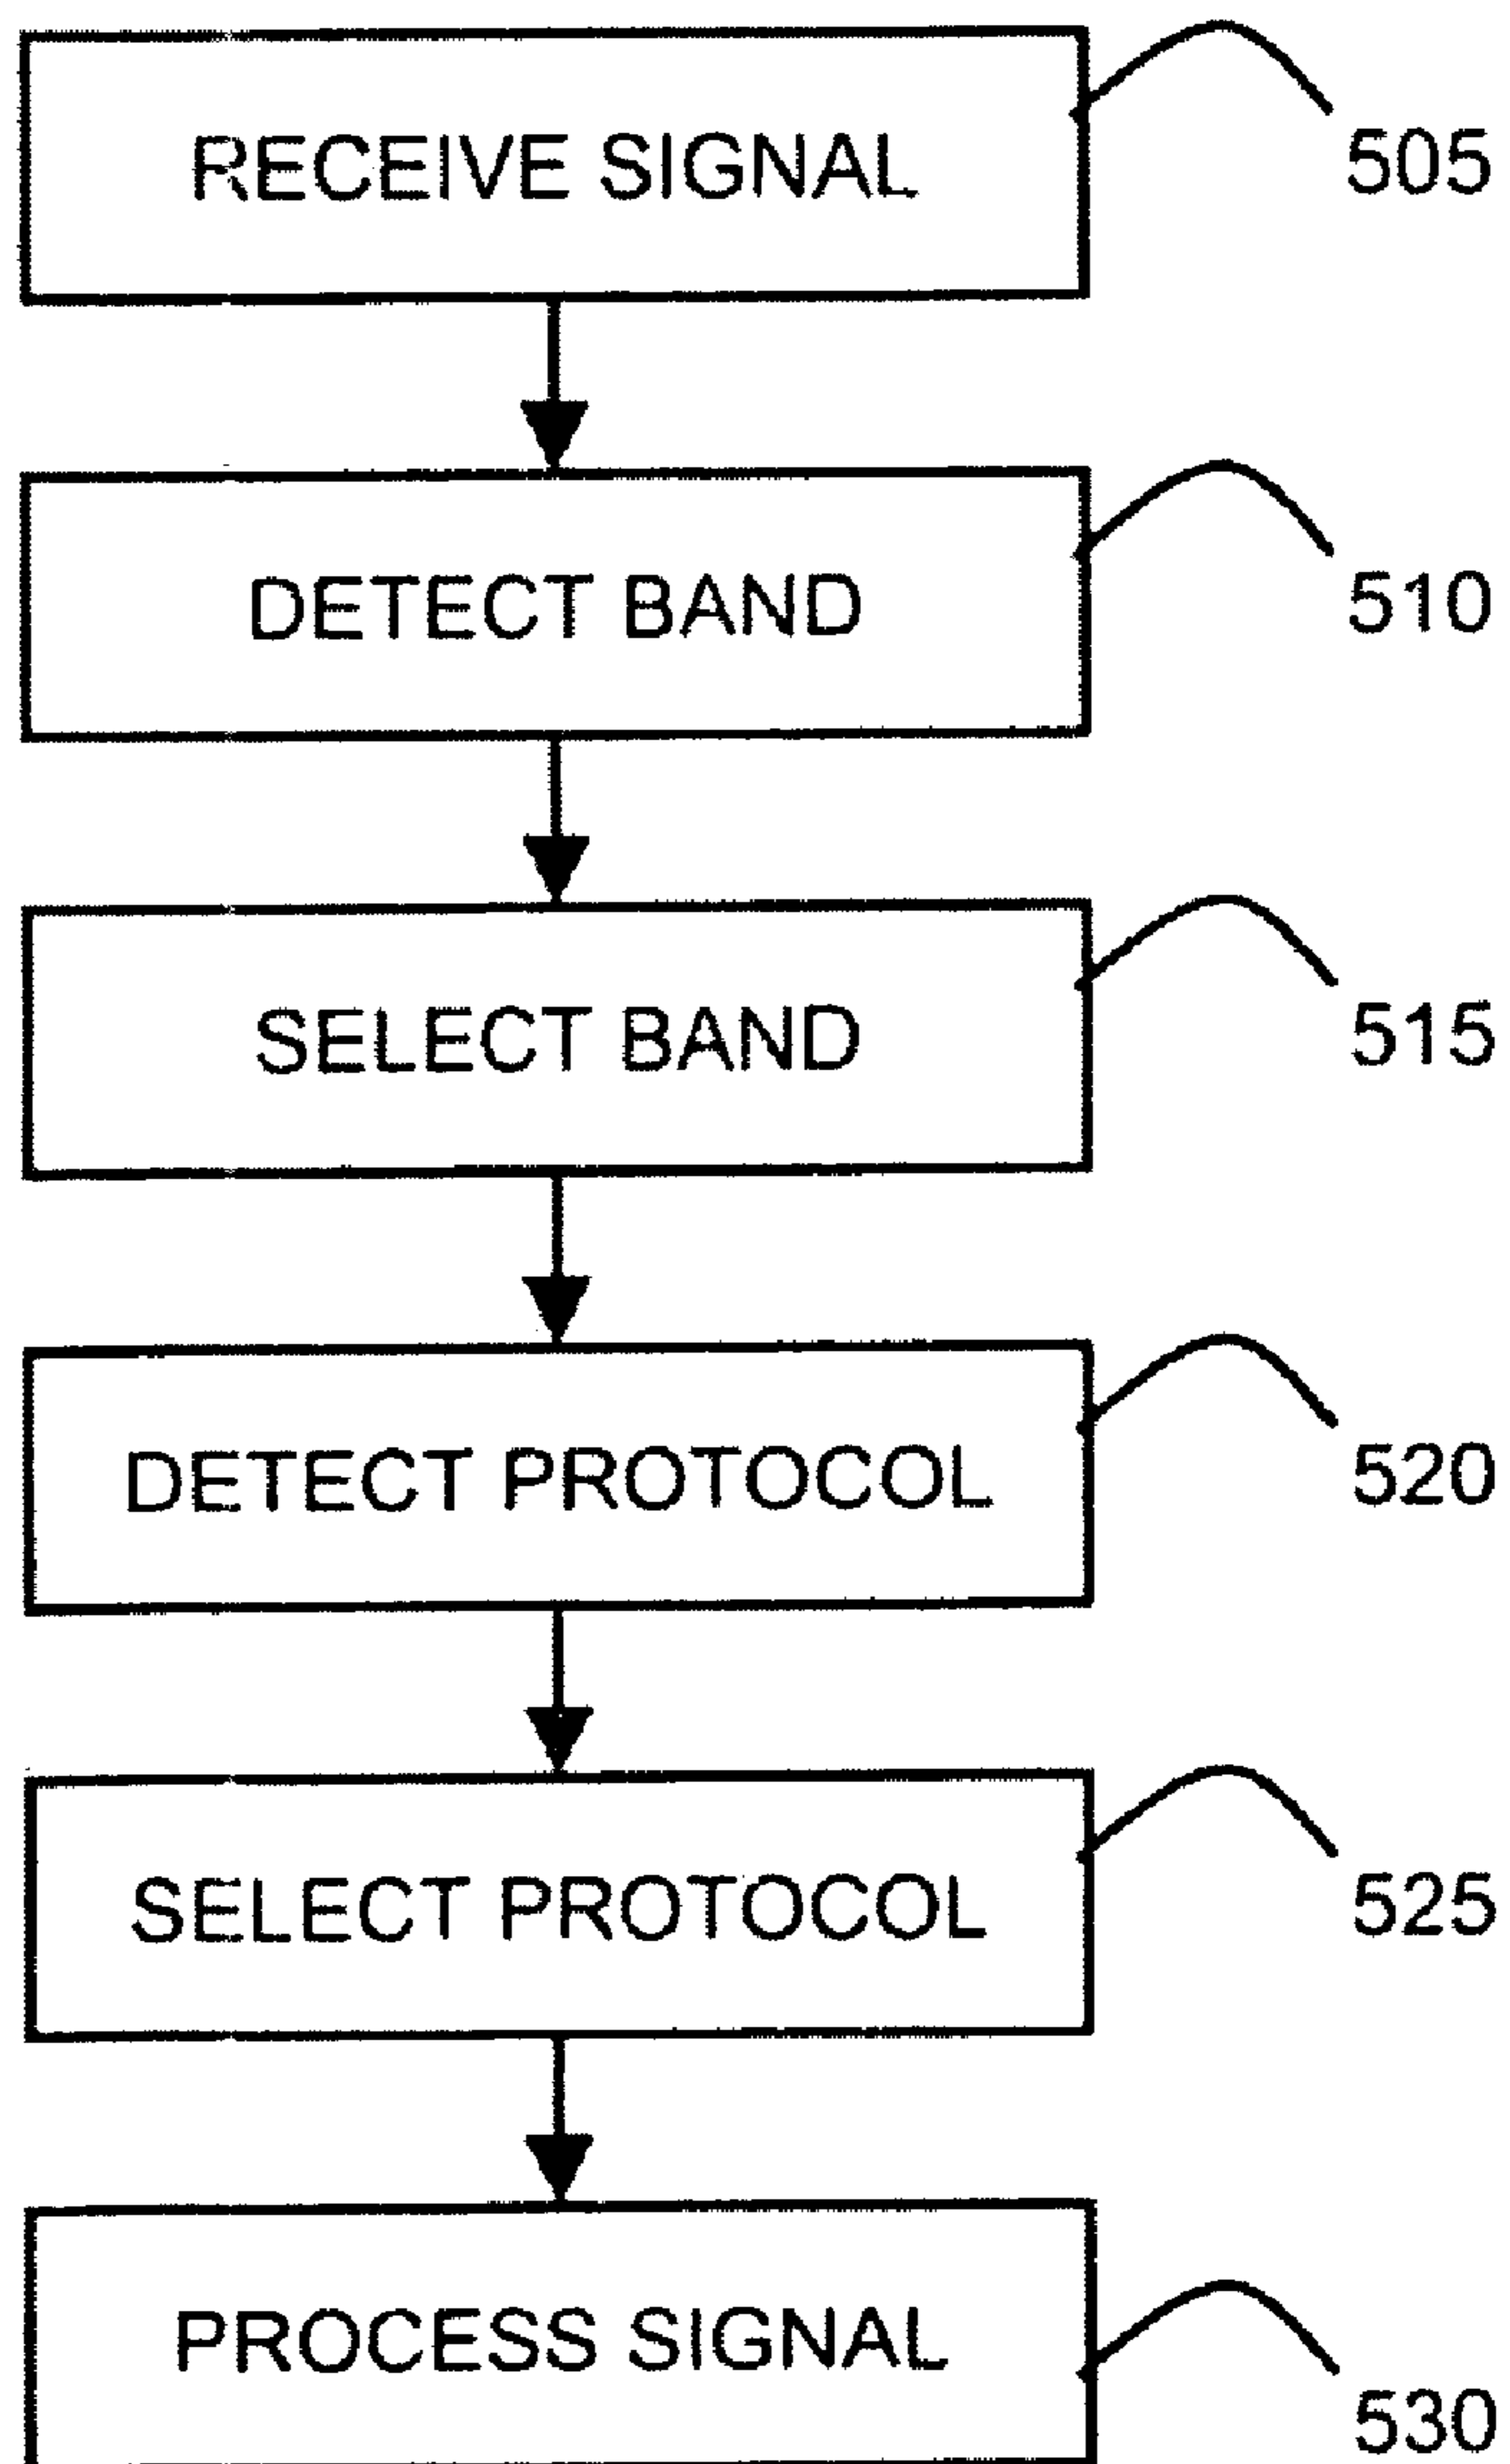 RECEIVE SIGNAL
505
DETECT BAND
510
SELECT BAND
515
DETECT PROTOCOL
520
SELECT PROTOCOL
525
PROCESS SIGNAL
530